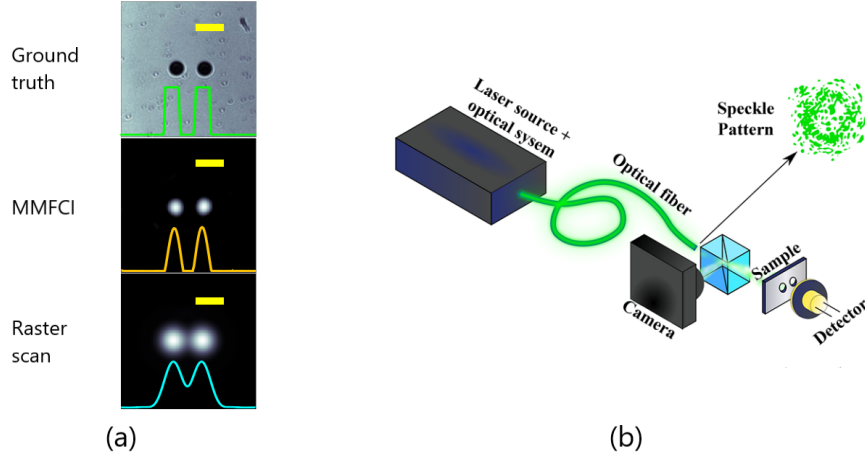 Ground
truth
MMFCI
Raster
scan
(a)
Laser source +
optical sysem
Optical fiber
Speckle
Pattern
Camera
Sample
Detector
(b)